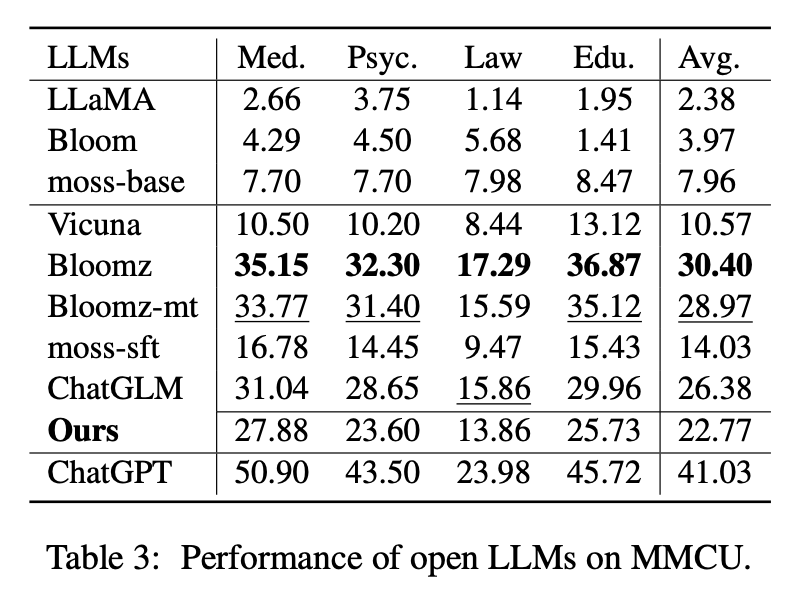 LLMs Med. Psyc. Law Edu. Avg.
LLaMA 2.66 3.75 1.14 1.95 2.38
Bloom 4.29 4.50 5.68 1.41 3.97
moss-base 7.70 7.70 7.98 8.47 7.96
Vicuna 10.50 10.20 8.44 13.12 10.57
Bloomz 35.15 32.30 17.29 36.87 30.40
Bloomz-mt 33.77 31.40 15.59 35.12 28.97
moss-sft 16.78 14.45 9.47 15.43 14.03
ChatGLM 31.04 28.65 15.86 29.96 26.38
Ours 27.88 23.60 13.86 25.73 22.77
ChatGPT 50.90 43.50 23.98 45.72 41.03
Table 3: Performance of open LLMs on MMCU.